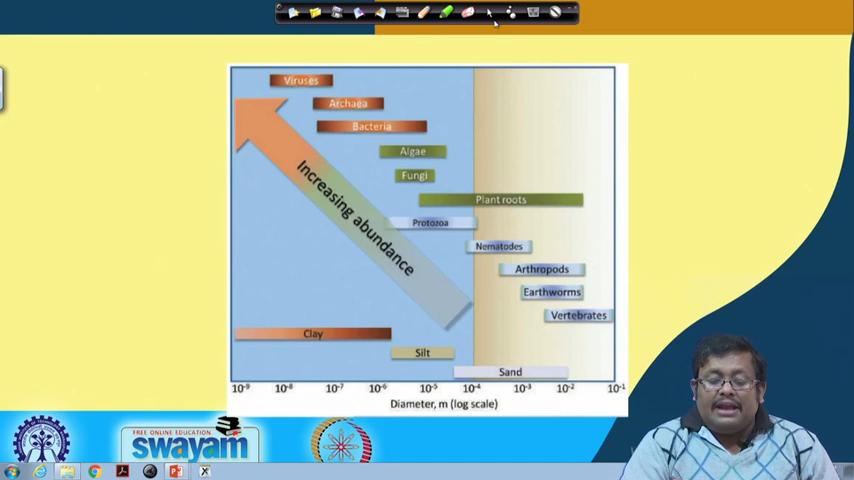 Viruses
Archaea
Bacteria
Algae
Fungi
Plant roots
Protozoa
Nematodes
Arthropods
Earthworms
Vertebrates
Increasing abundance
Clay
Silt
Sand
10⁻⁹ 10⁻⁸ 10⁻⁷ 10⁻⁶ 10⁻⁵ 10⁻⁴ 10⁻³ 10⁻² 10⁻¹
Diameter, m (log scale)
FREE ONLINE EDUCATION
swayam